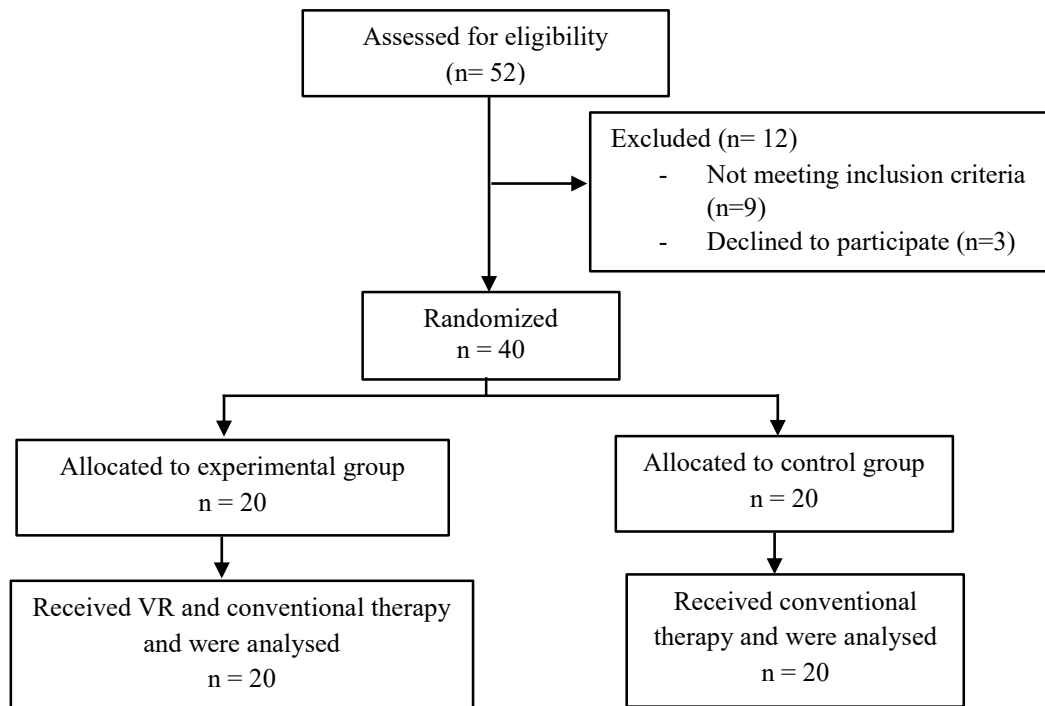 Assessed for eligibility
(n= 52)
Excluded (n= 12)
- Not meeting inclusion criteria
(n=9)
- Declined to participate (n=3)
Randomized
n = 40
Allocated to experimental group
n = 20
Allocated to control group
n = 20
Received VR and conventional therapy
and were analysed
n = 20
Received conventional
therapy and were analysed
n = 20